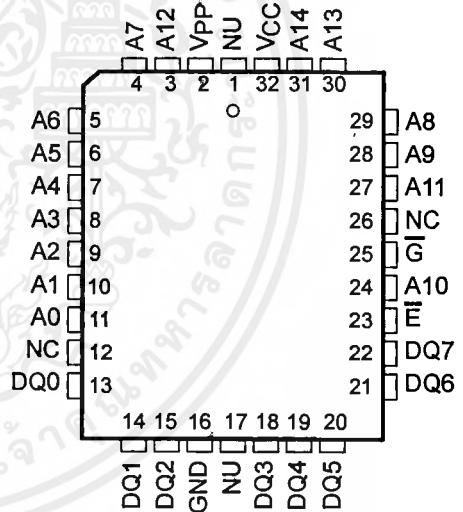 A7 A12 VPP NU VCC A14 A13
4 3 2 1 32 31 30
A6 5 29 A8
A5 6 28 A9
A4 7 27 A11
A3 8 26 NC
A2 9 25 G̅
A1 10 24 A10
A0 11 23 E̅
NC 12 22 DQ7
DQ0 13 21 DQ6
14 15 16 17 18 19 20
DQ1 DQ2 GND NU DQ3 DQ4 DQ5